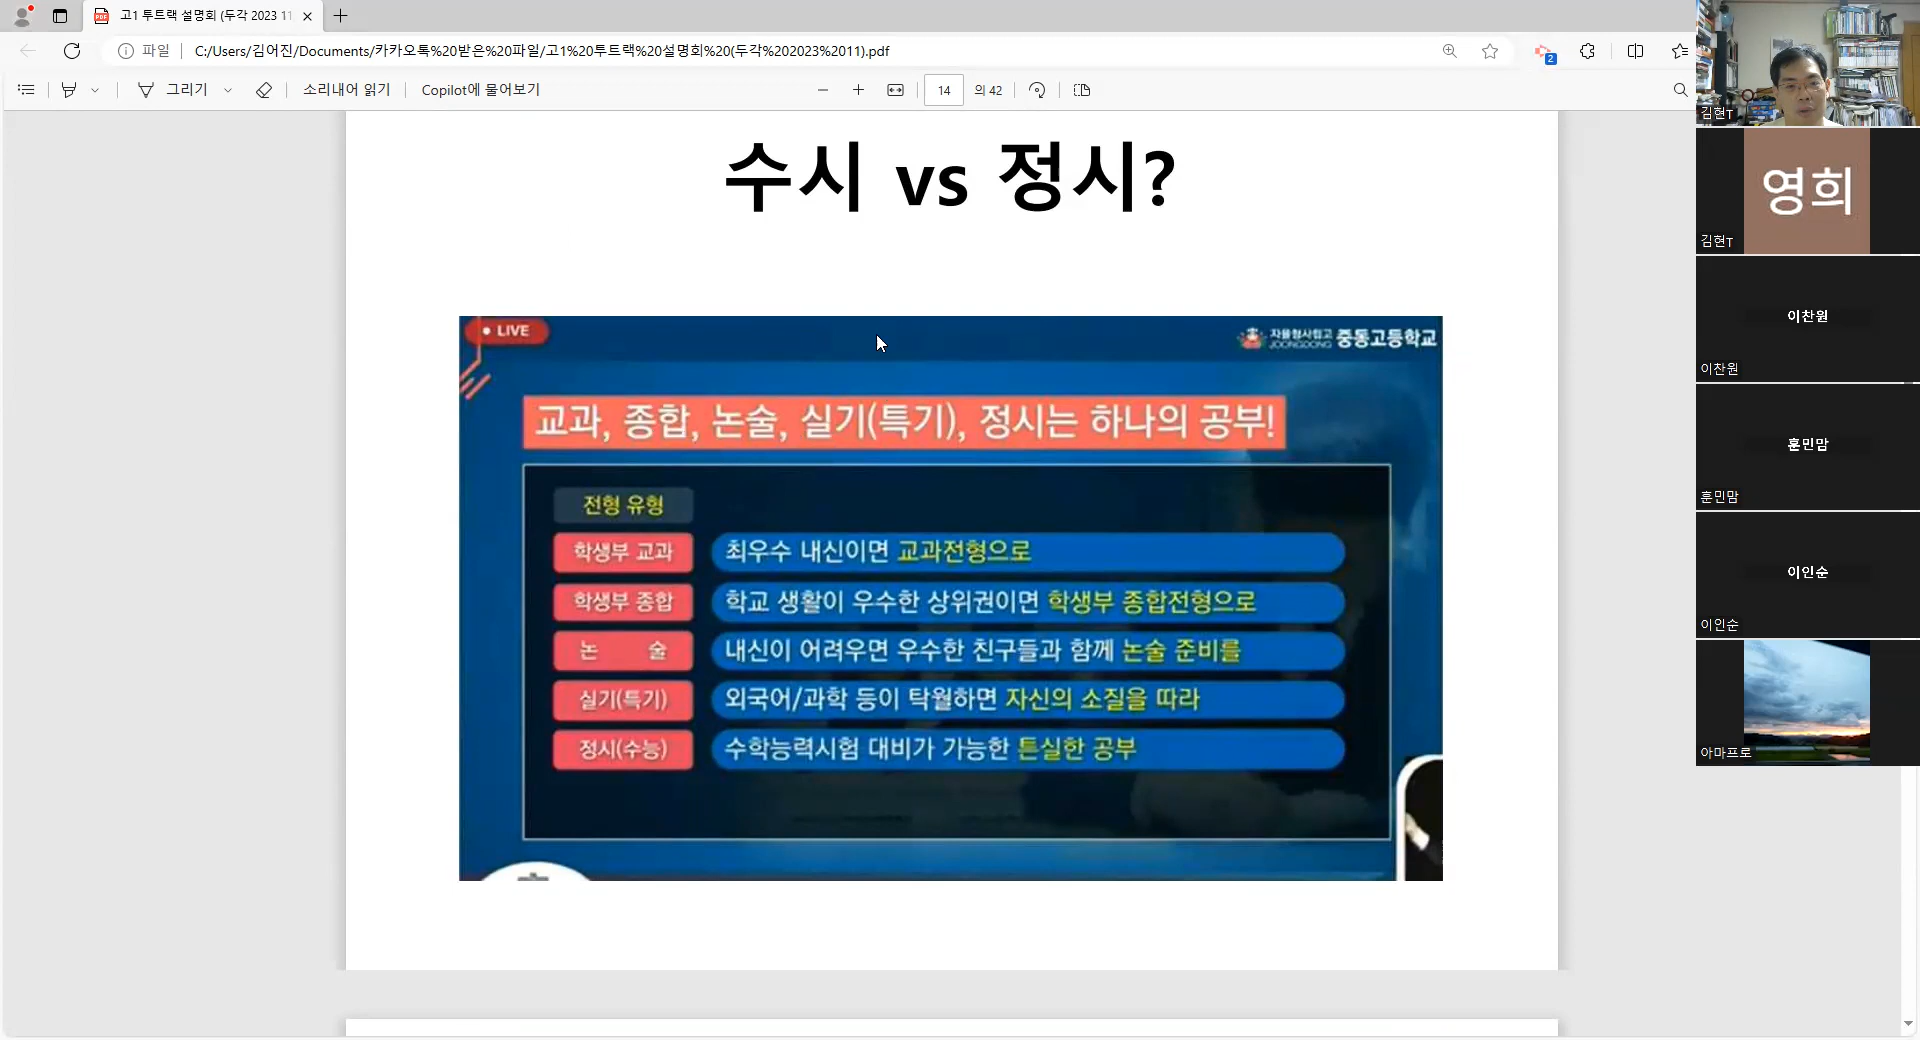 고1 투트랙 설명회 (두각 2023 11
파일
C:/Users/김어진/Documents/카카오톡%20받은%20파일/고1%20투트랙%20설명회%20(두각%202023%2011).pdf
2
그리기
소리내어 읽기
Copilot에 물어보기
14
의 42
수시 vs 정시?
LIVE
자율형사립고
JOONGDONG
중동고등학교
교과, 종합, 논술, 실기(특기), 정시는 하나의 공부!
전형 유형
학생부 교과
최우수 내신이면 교과전형으로
학생부 종합
학교 생활이 우수한 상위권이면 학생부 종합전형으로
논 술
내신이 어려우면 우수한 친구들과 함께 논술 준비를
실기(특기)
외국어/과학 등이 탁월하면 자신의 소질을 따라
정시(수능)
수학능력시험 대비가 가능한 튼실한 공부
김현T
영희
김현T
이찬원
이찬원
훈민맘
훈민맘
이인순
이인순
아마프로